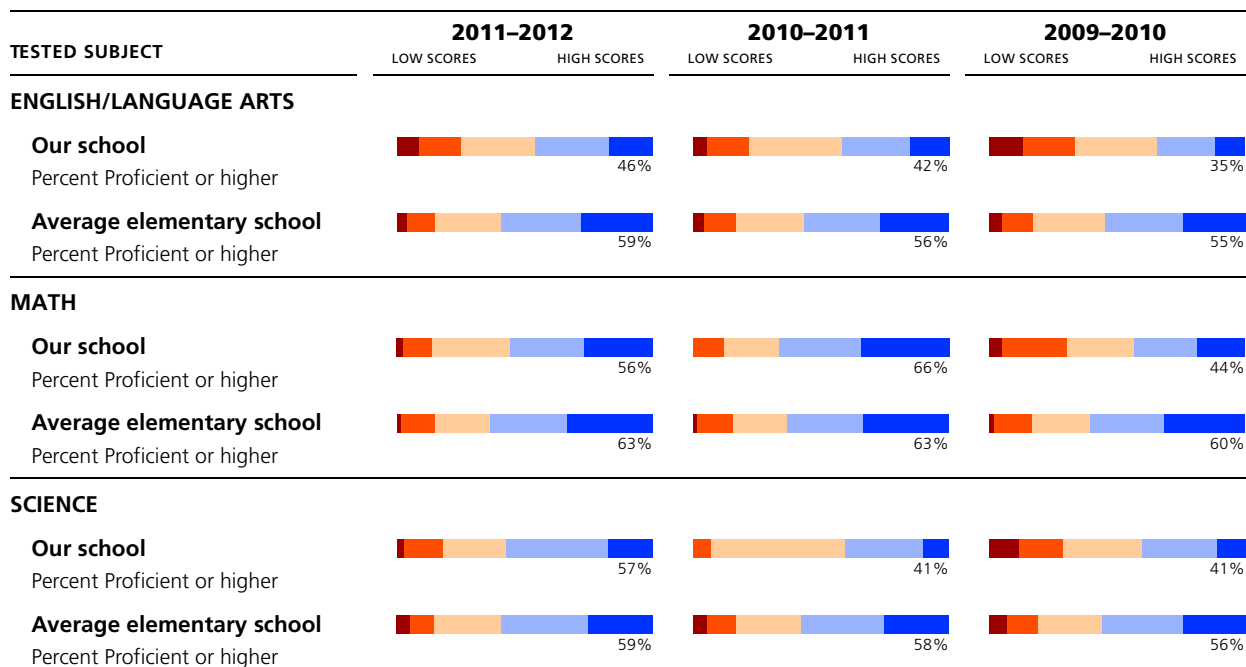 2011–2012 2010–2011 2009–2010
TESTED SUBJECT LOW SCORES HIGH SCORES LOW SCORES HIGH SCORES LOW SCORES HIGH SCORES
ENGLISH/LANGUAGE ARTS
Our school
Percent Proficient or higher 46% 42% 35%
Average elementary school
Percent Proficient or higher 59% 56% 55%
MATH
Our school
Percent Proficient or higher 56% 66% 44%
Average elementary school
Percent Proficient or higher 63% 63% 60%
SCIENCE
Our school
Percent Proficient or higher 57% 41% 41%
Average elementary school
Percent Proficient or higher 59% 58% 56%